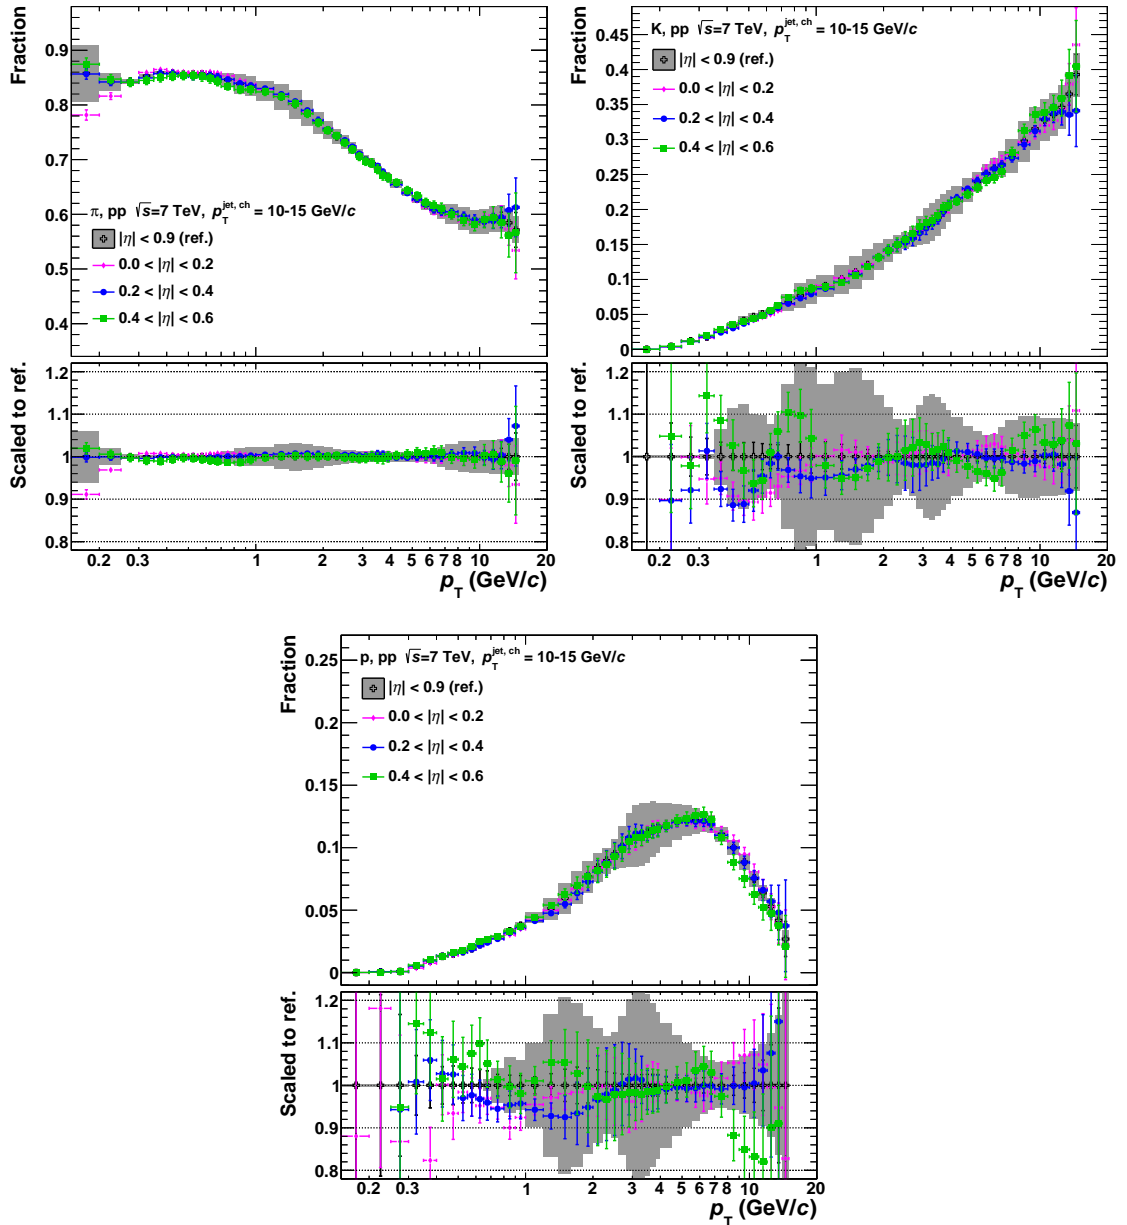 Fraction
0.9
0.8
0.7
0.6
0.5
0.4
π, pp √s=7 TeV, p_T^jet, ch = 10-15 GeV/c
|η| < 0.9 (ref.)
0.0 < |η| < 0.2
0.2 < |η| < 0.4
0.4 < |η| < 0.6
Scaled to ref.
1.2
1.1
1
0.9
0.8
0.2 0.3 1 2 3 4 5 6 7 8 10 20
p_T (GeV/c)
Fraction
0.45
0.4
0.35
0.3
0.25
0.2
0.15
0.1
0.05
0
K, pp √s=7 TeV, p_T^jet, ch = 10-15 GeV/c
|η| < 0.9 (ref.)
0.0 < |η| < 0.2
0.2 < |η| < 0.4
0.4 < |η| < 0.6
Scaled to ref.
1.2
1.1
1
0.9
0.8
0.2 0.3 1 2 3 4 5 6 7 8 10 20
p_T (GeV/c)
Fraction
0.25
0.2
0.15
0.1
0.05
0
p, pp √s=7 TeV, p_T^jet, ch = 10-15 GeV/c
|η| < 0.9 (ref.)
0.0 < |η| < 0.2
0.2 < |η| < 0.4
0.4 < |η| < 0.6
Scaled to ref.
1.2
1.1
1
0.9
0.8
0.2 0.3 1 2 3 4 5 6 7 8 10 20
p_T (GeV/c)